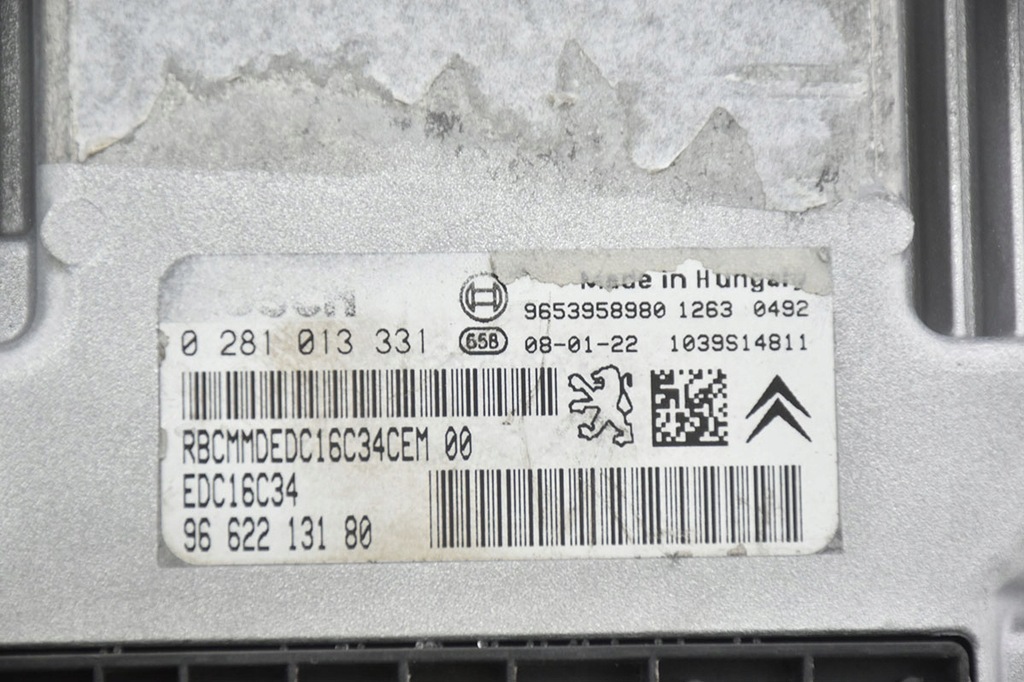 Made in Hungary
9653958980 1263 0492
0 281 013 331 65B 08-01-22 1039S14811
RBCMMDEDC16C34CEM 00
EDC16C34
96 622 131 80